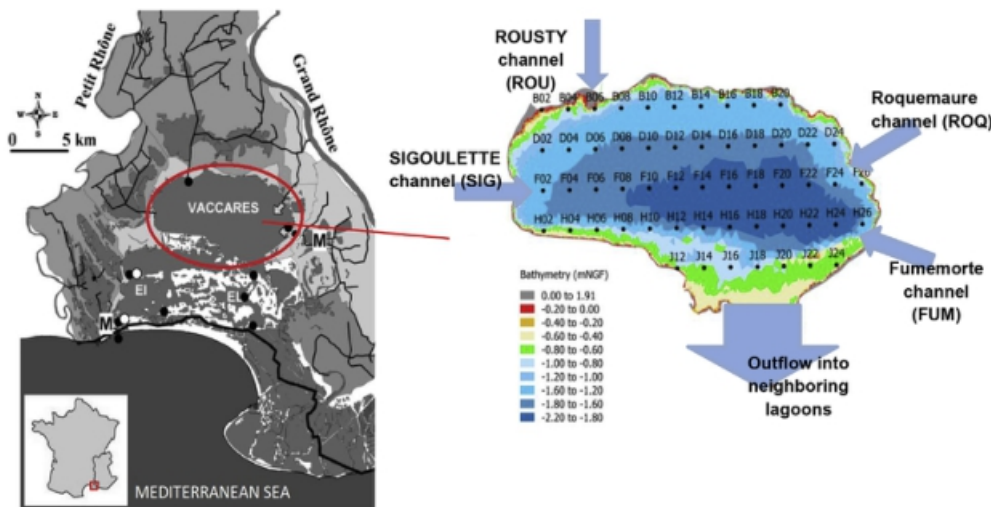 Petit Rhône
Grand Rhône
N
W E
S
0 5 km
VACCARES
M
EI
EI
M
MEDITERRANEAN SEA
ROUSTY
channel
(ROU)
Roquemaure
channel (ROQ)
SIGOULETTE
channel (SIG)
B02 B04 B06 B08 B10 B12 B14 B16 B18 B20
D02 D04 D06 D08 D10 D12 D14 D16 D18 D20 D22 D24
F02 F04 F06 F08 F10 F12 F14 F16 F18 F20 F22 F24
H02 H04 H06 H08 H10 H12 H14 H16 H18 H20 H22 H24 H26
J12 J14 J16 J18 J20 J22 J24
Fumemorte
channel
(FUM)
Bathymetry (mNGF)
0.00 to 1.91
-0.20 to 0.00
-0.40 to -0.20
-0.60 to -0.40
-0.80 to -0.60
-1.00 to -0.80
-1.20 to -1.00
-1.60 to -1.20
-1.80 to -1.60
-2.20 to -1.80
Outflow into
neighboring
lagoons